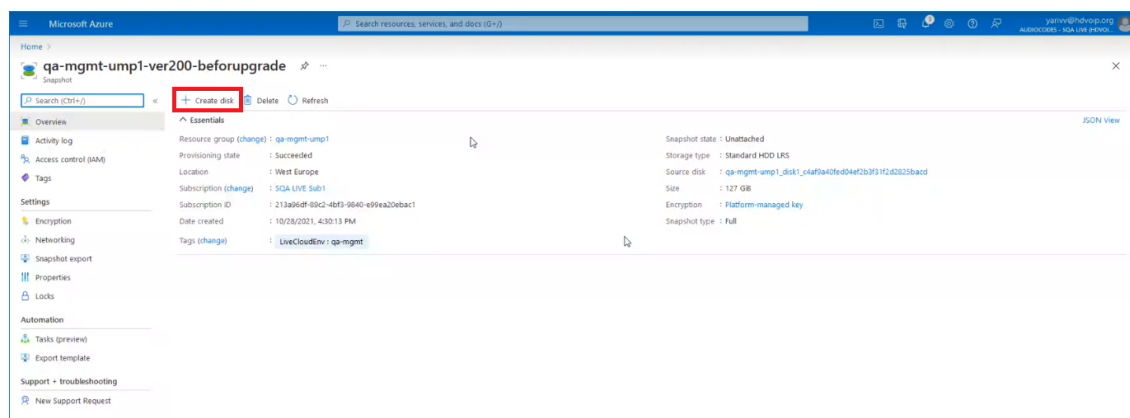 Microsoft Azure
Search resources, services, and docs (G+/)
yarivv@hdvoip.org
AUDIOCODES - SQA LIVE (HDVOI...
Home >
qa-mgmt-ump1-ver200-beforupgrade
Snapshot
Search (Ctrl+/)
Create disk
Delete
Refresh
Overview
Activity log
Access control (IAM)
Tags
Settings
Encryption
Networking
Snapshot export
Properties
Locks
Automation
Tasks (preview)
Export template
Support + troubleshooting
New Support Request
Essentials
JSON View
Resource group (change) : qa-mgmt-ump1
Provisioning state : Succeeded
Location : West Europe
Subscription (change) : SQA LIVE Sub1
Subscription ID : 213a96df-89c2-4bf3-9840-e99ea20ebac1
Date created : 10/28/2021, 4:30:13 PM
Tags (change) : LiveCloudEnv : qa-mgmt
Snapshot state : Unattached
Storage type : Standard HDD LRS
Source disk : qa-mgmt-ump1_disk1_c4af9a40fed04ef2b3f31f2d2825bacd
Size : 127 GiB
Encryption : Platform-managed key
Snapshot type : Full